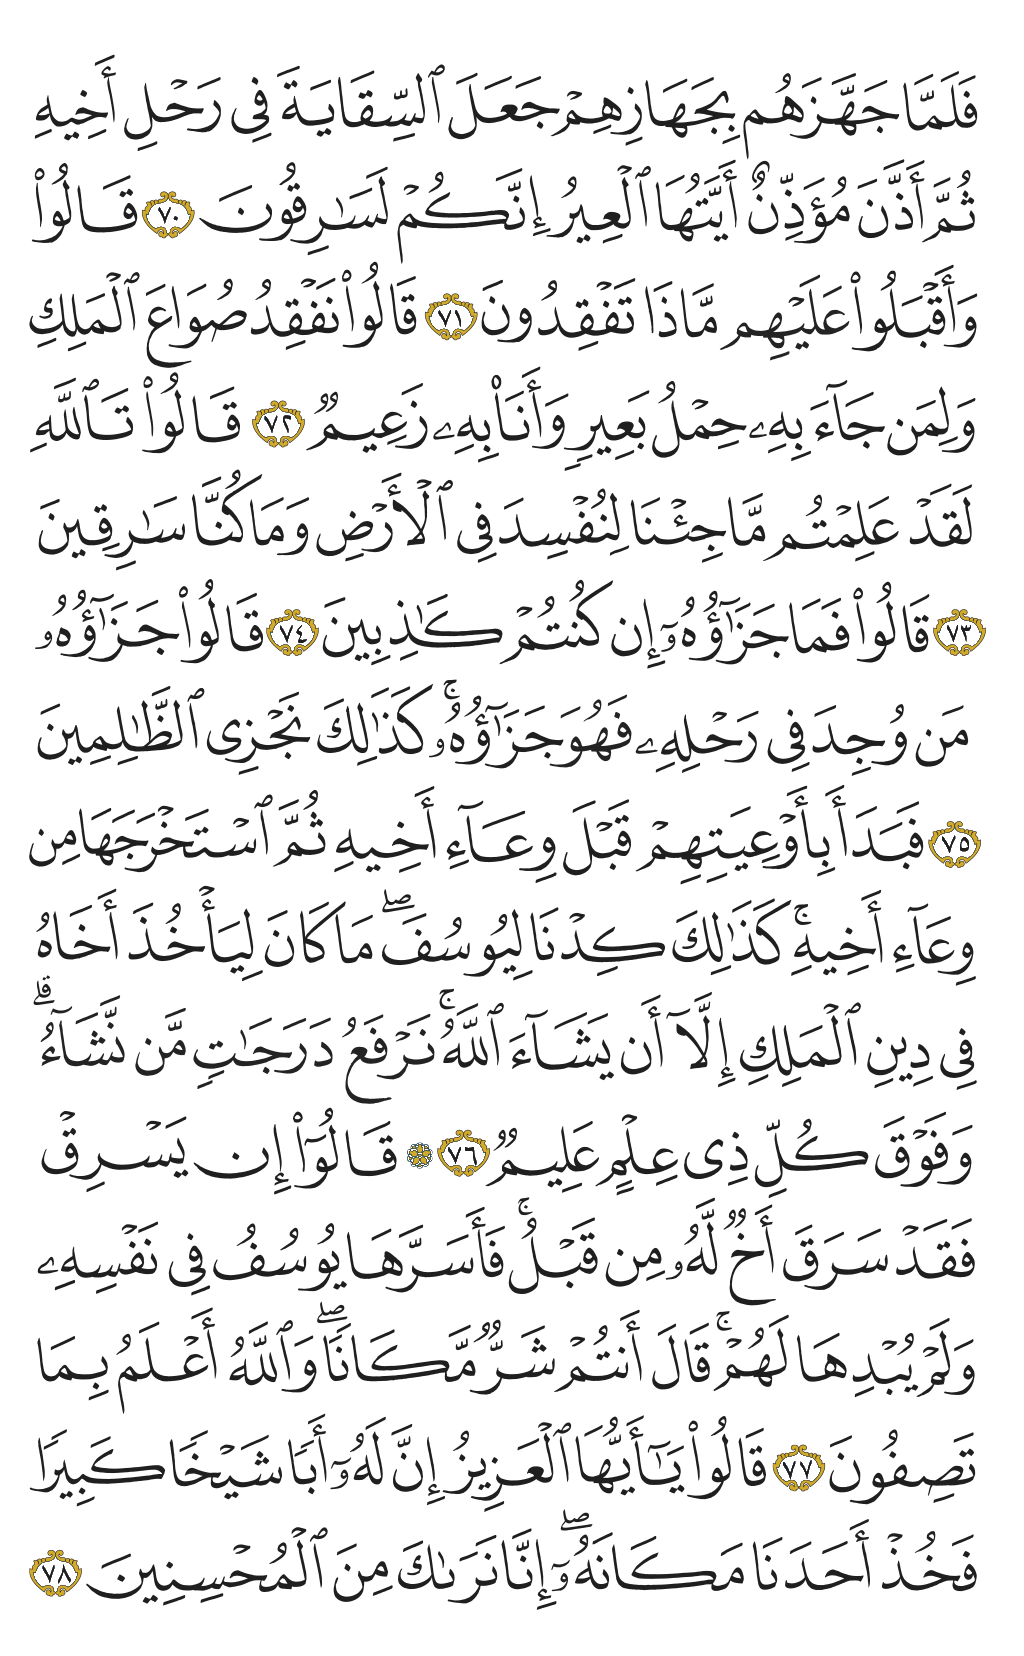 فَلَمَّا جَهَّزَهُم بِجَهَازِهِمْ جَعَلَ ٱلسِّقَايَةَ فِى رَحْلِ أَخِيهِ
ثُمَّ أَذَّنَ مُؤَذِّنٌ أَيَّتُهَا ٱلْعِيرُ إِنَّكُمْ لَسَـٰرِقُونَ ٧٠ قَالُوا۟
وَأَقْبَلُوا۟ عَلَيْهِم مَّاذَا تَفْقِدُونَ ٧١ قَالُوا۟ نَفْقِدُ صُوَاعَ ٱلْمَلِكِ
وَلِمَن جَآءَ بِهِۦ حِمْلُ بَعِيرٍ وَأَنَا۠ بِهِۦ زَعِيمٌ ٧٢ قَالُوا۟ تَٱللَّهِ
لَقَدْ عَلِمْتُم مَّا جِئْنَا لِنُفْسِدَ فِى ٱلْأَرْضِ وَمَا كُنَّا سَـٰرِقِينَ
٧٣ قَالُوا۟ فَمَا جَزَٰٓؤُهُۥٓ إِن كُنتُمْ كَـٰذِبِينَ ٧٤ قَالُوا۟ جَزَٰٓؤُهُۥ
مَن وُجِدَ فِى رَحْلِهِۦ فَهُوَ جَزَٰٓؤُهُۥ ۚ كَذَٰلِكَ نَجْزِى ٱلظَّـٰلِمِينَ
٧٥ فَبَدَأَ بِأَوْعِيَتِهِمْ قَبْلَ وِعَآءِ أَخِيهِ ثُمَّ ٱسْتَخْرَجَهَا مِن
وِعَآءِ أَخِيهِ ۚ كَذَٰلِكَ كِدْنَا لِيُوسُفَ ۖ مَا كَانَ لِيَأْخُذَ أَخَاهُ
فِى دِينِ ٱلْمَلِكِ إِلَّآ أَن يَشَآءَ ٱللَّهُ ۚ نَرْفَعُ دَرَجَـٰتٍ مَّن نَّشَآءُ ۗ
وَفَوْقَ كُلِّ ذِى عِلْمٍ عَلِيمٌ ٧٦ ۞ قَالُوٓا۟ إِن يَسْرِقْ
فَقَدْ سَرَقَ أَخٌ لَّهُۥ مِن قَبْلُ ۚ فَأَسَرَّهَا يُوسُفُ فِى نَفْسِهِۦ
وَلَمْ يُبْدِهَا لَهُمْ ۚ قَالَ أَنتُمْ شَرٌّ مَّكَانًا ۖ وَٱللَّهُ أَعْلَمُ بِمَا
تَصِفُونَ ٧٧ قَالُوا۟ يَـٰٓأَيُّهَا ٱلْعَزِيزُ إِنَّ لَهُۥٓ أَبًا شَيْخًا كَبِيرًا
فَخُذْ أَحَدَنَا مَكَانَهُۥٓ ۖ إِنَّا نَرَىٰكَ مِنَ ٱلْمُحْسِنِينَ ٧٨